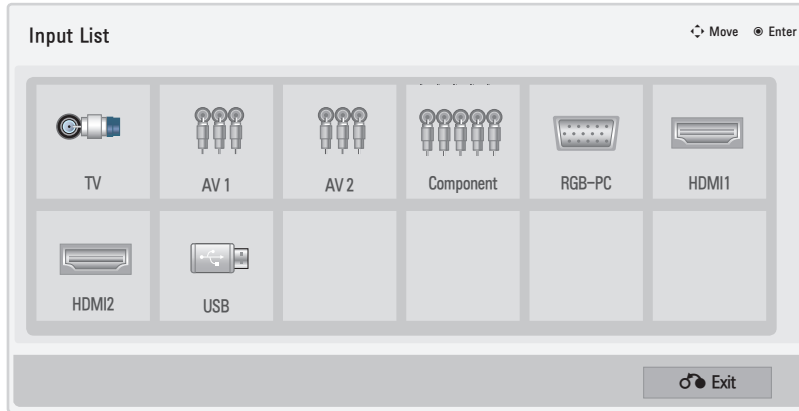 Input List
Move Enter
TV AV 1 AV 2 Component RGB-PC HDMI1
HDMI2 USB
Exit